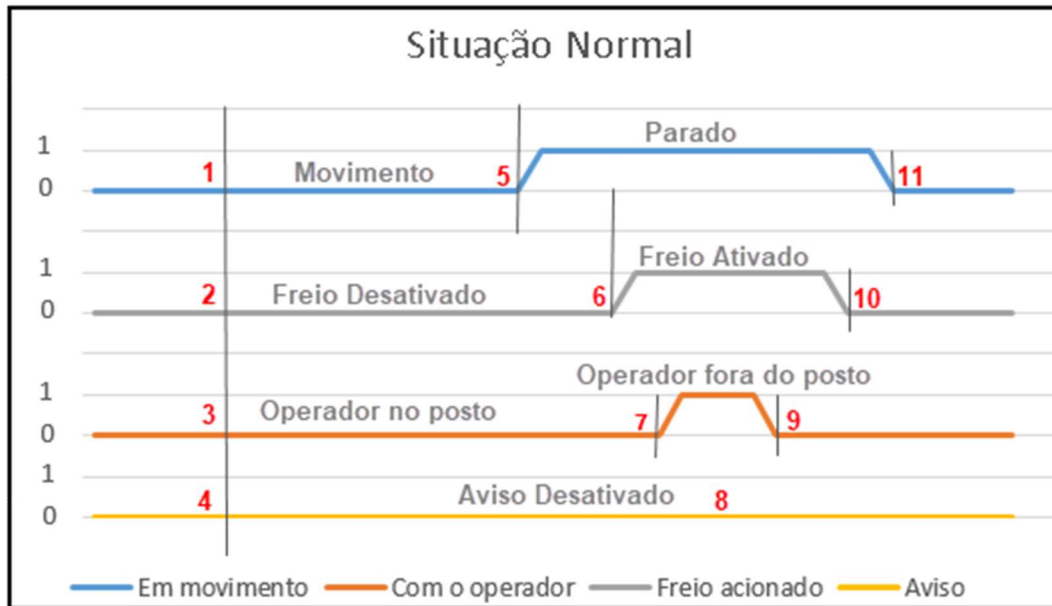 Situação Normal
Parado
1
1 Movimento 5 11
0
Freio Ativado
1
2 Freio Desativado 6 10
0
Operador fora do posto
1
3 Operador no posto 7 9
0
1
4 Aviso Desativado 8
0
Em movimento Com o operador Freio acionado Aviso